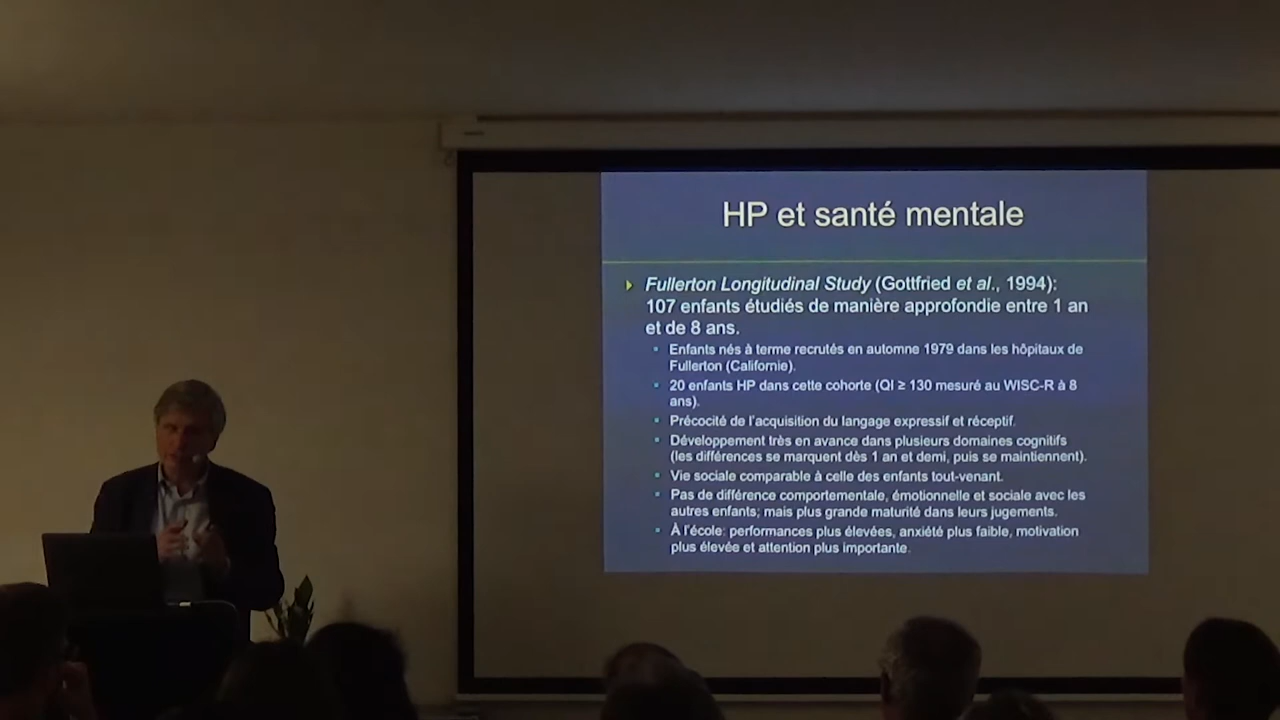 HP et santé mentale
Fullerton Longitudinal Study (Gottfried et al., 1994):
107 enfants étudiés de manière approfondie entre 1 an
et de 8 ans.
Enfants nés à terme recrutés en automne 1979 dans les hôpitaux de
Fullerton (Californie).
20 enfants HP dans cette cohorte (QI ≥ 130 mesuré au WISC-R à 8
ans).
Précocité de l'acquisition du langage expressif et réceptif.
Développement très en avance dans plusieurs domaines cognitifs
(les différences se marquent dès 1 an et demi, puis se maintiennent).
Vie sociale comparable à celle des enfants tout-venant.
Pas de différence comportementale, émotionnelle et sociale avec les
autres enfants; mais plus grande maturité dans leurs jugements.
À l'école: performances plus élevées, anxiété plus faible, motivation
plus élevée et attention plus importante.